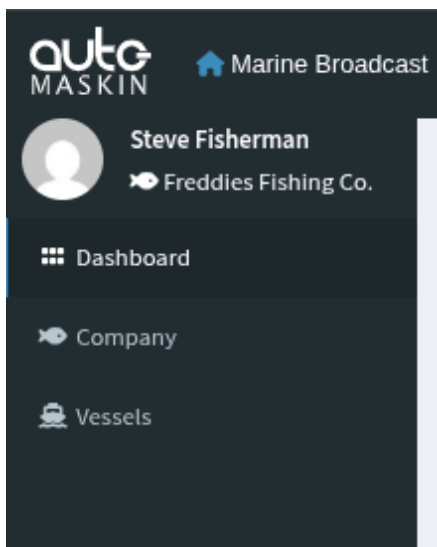 auto
MASKIN
Marine Broadcast
Steve Fisherman
Freddies Fishing Co.
Dashboard
Company
Vessels